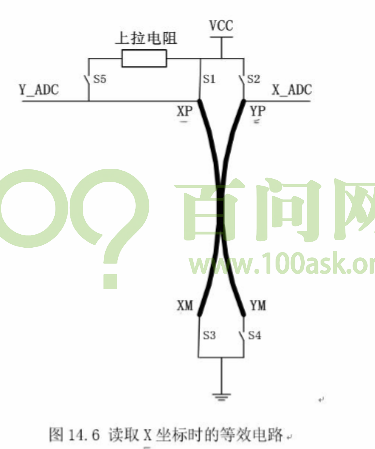 上拉电阻 VCC
S5 S1 S2
Y_ADC X_ADC
XP YP
百问网
www.100ask.org
XM YM
S3 S4
图 14.6 读取 X 坐标时的等效电路